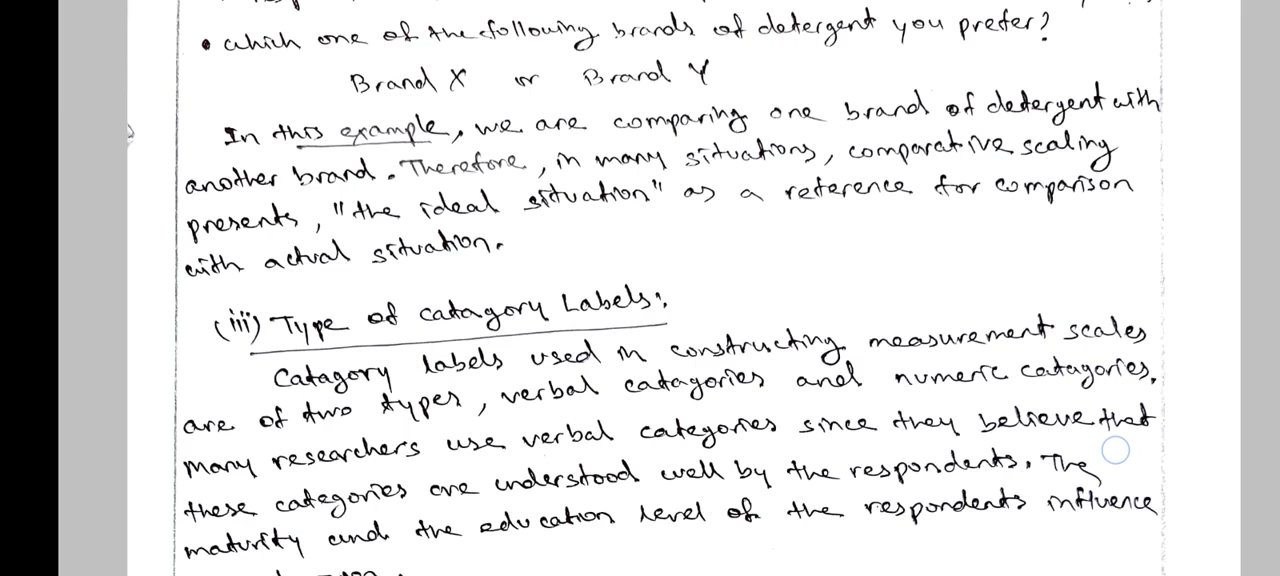 • which one of the following brands of detergent you prefer?
Brand X or Brand Y
In this example, we are comparing one brand of detergent with
another brand. Therefore, in many situations, comparative scaling
presents, "the ideal situation" as a reference for comparison
with actual situation.
(iii) Type of catagory Labels:
Catagory labels used in constructing measurement scales
are of two types, verbal catagories and numeric catagories.
many researchers use verbal categories since they believe that
these categories are understood well by the respondents. The
maturity and the education level of the respondents influence